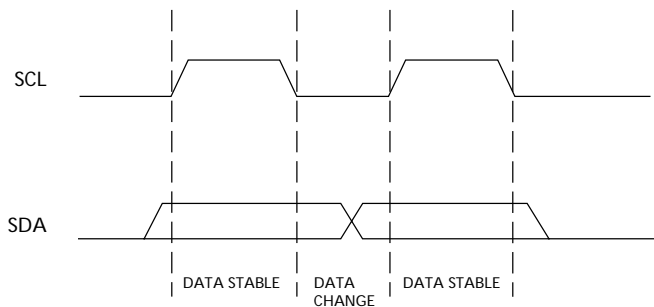 SCL
SDA
DATA STABLE
DATA
CHANGE
DATA STABLE